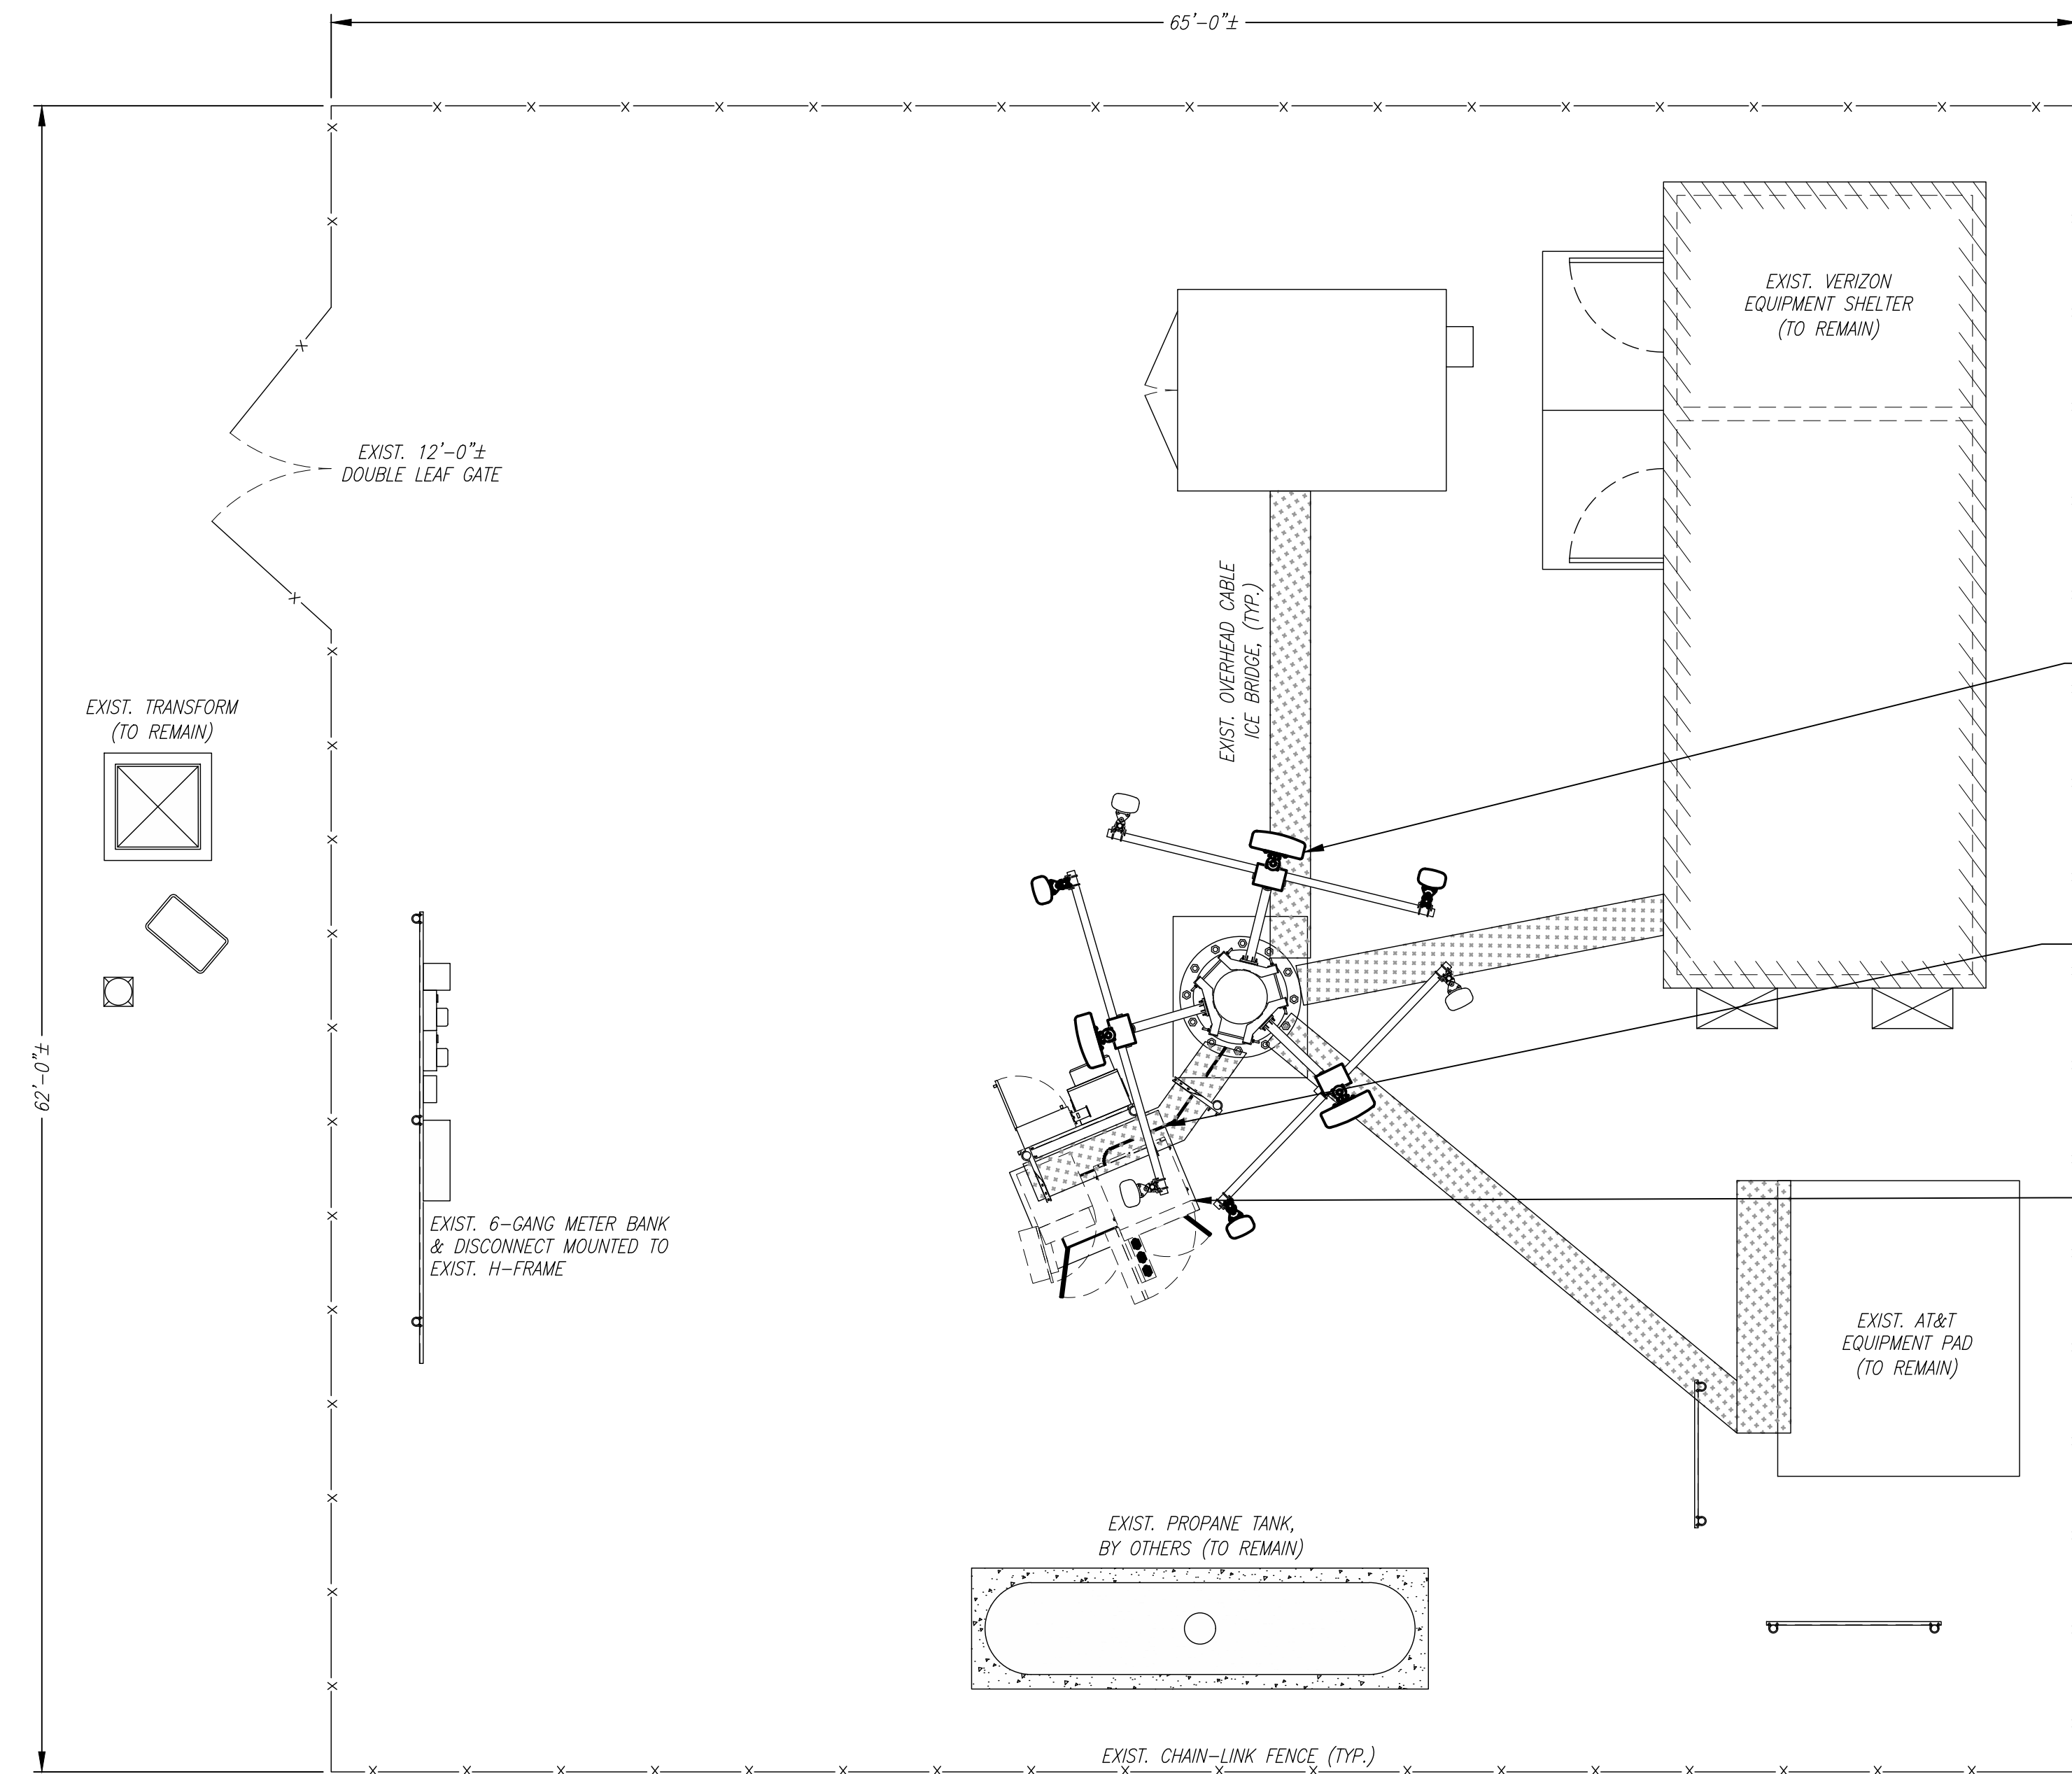 65'-0"±
EXIST. VERIZON
EQUIPMENT SHELTER
(TO REMAIN)
EXIST. 12'-0"±
DOUBLE LEAF GATE
EXIST. OVERHEAD CABLE
ICE BRIDGE, (TYP.)
EXIST. TRANSFORM
(TO REMAIN)
62'-0"±
EXIST. 6-GANG METER BANK
& DISCONNECT MOUNTED TO
EXIST. H-FRAME
EXIST. AT&T
EQUIPMENT PAD
(TO REMAIN)
EXIST. PROPANE TANK,
BY OTHERS (TO REMAIN)
EXIST. CHAIN-LINK FENCE (TYP.)